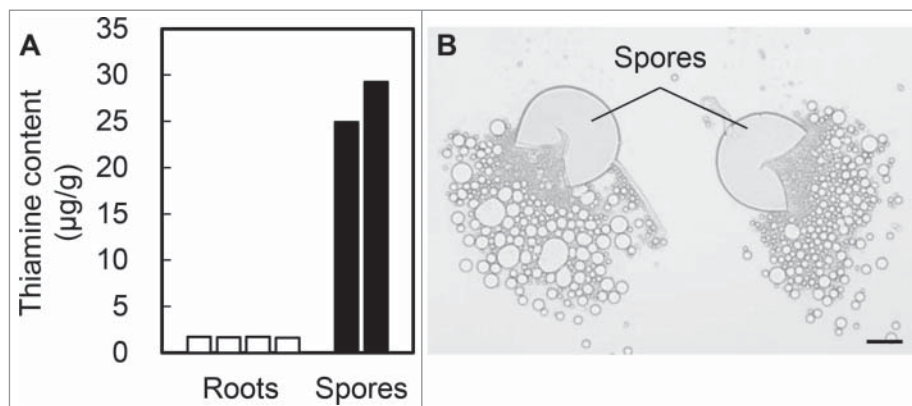 A
35
30
25
20
15
10
5
0
Thiamine content
(µg/g)
Roots
Spores
B
Spores